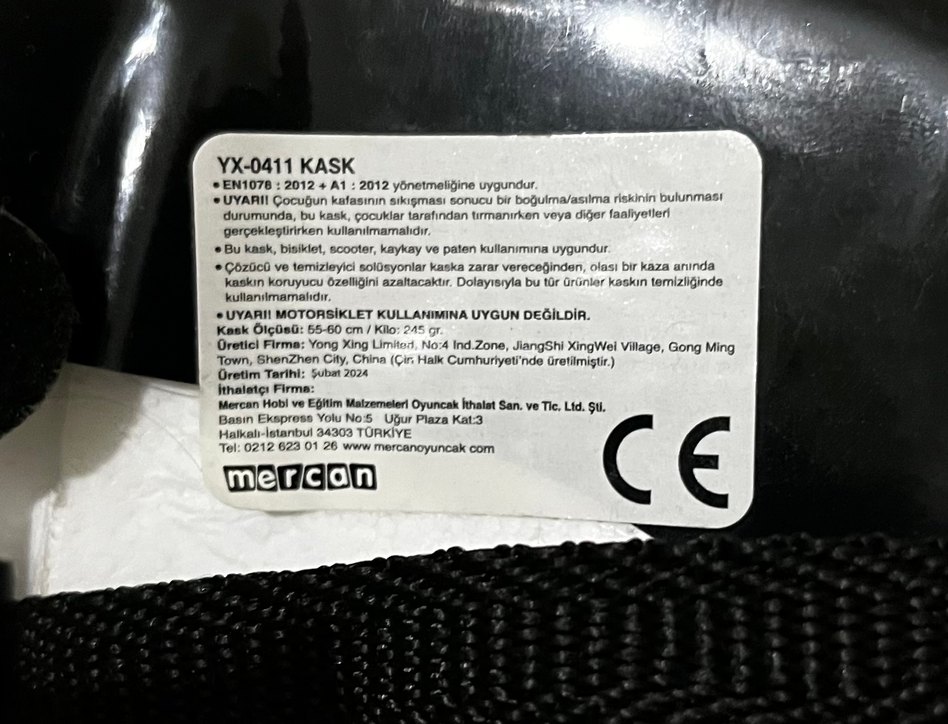 YX-0411 KASK
• EN1078 : 2012 + A1 : 2012 yönetmeliğine uygundur.
• UYARI! Çocuğun kafasının sıkışması sonucu bir boğulma/asılma riskinin bulunması
durumunda, bu kask, çocuklar tarafından tırmanırken veya diğer faaliyetleri
gerçekleştirirken kullanılmamalıdır.
• Bu kask, bisiklet, scooter, kaykay ve paten kullanımına uygundur.
• Çözücü ve temizleyici solüsyonlar kaska zarar vereceğinden, olası bir kaza anında
kaskın koruyucu özelliğini azaltacaktır. Dolayısıyla bu tür ürünler kaskın temizliğinde
kullanılmamalıdır.
• UYARI! MOTORSİKLET KULLANIMINA UYGUN DEĞİLDİR.
Kask Ölçüsü: 55-60 cm / Kilo: 245 gr.
Üretici Firma: Yong Xing Limited, No:4 Ind.Zone, JiangShi XingWei Village, Gong Ming
Town, ShenZhen City, China (Çin Halk Cumhuriyeti'nde üretilmiştir.)
Üretim Tarihi: Şubat 2024
İthalatçı Firma:
Mercan Hobi ve Eğitim Malzemeleri Oyuncak İthalat San. ve Tic. Ltd. Şti.
Basın Ekspress Yolu No:5 Uğur Plaza Kat:3
Halkalı-İstanbul 34303 TÜRKİYE
Tel: 0212 623 01 26 www.mercanoyuncak.com
mercan
CE